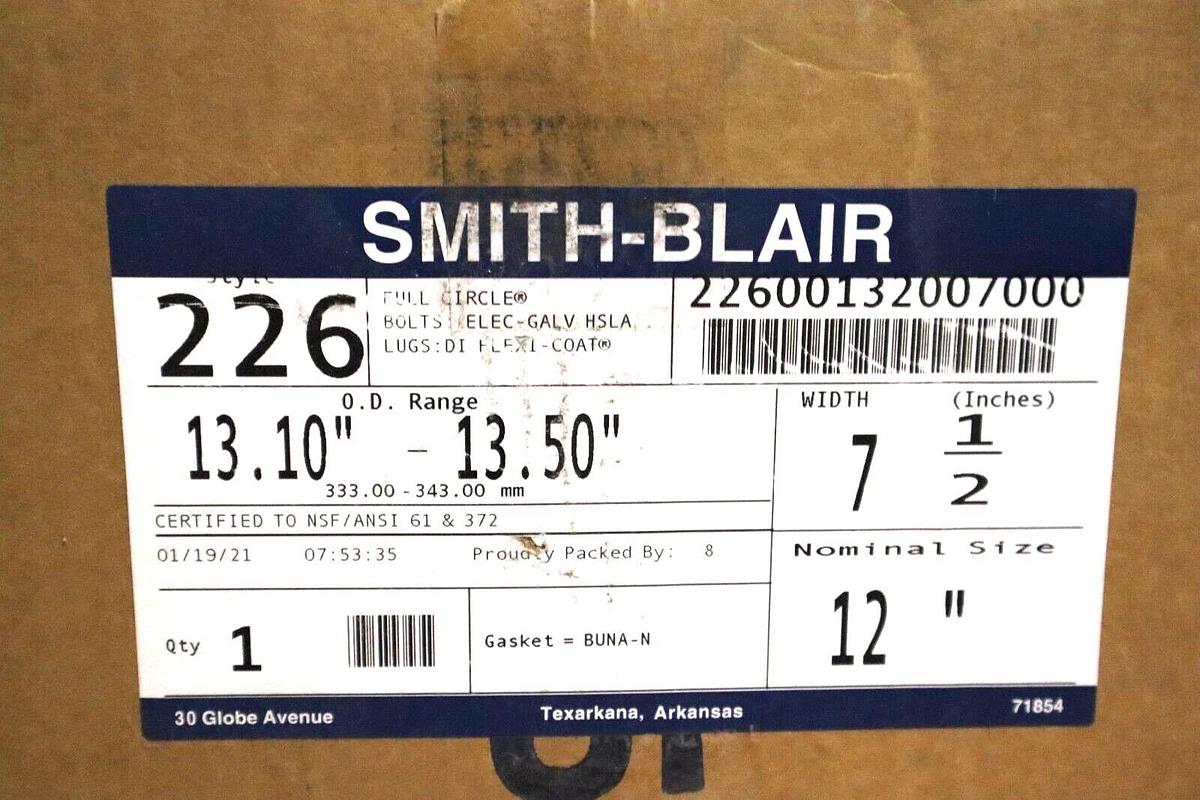 SMITH-BLAIR
Style
226
FULL CIRCLE®
BOLTS: ELEC-GALV HSLA
LUGS:DI FLEXI-COAT®
22600132007000
O.D. Range
13.10" - 13.50"
333.00 - 343.00 mm
WIDTH (Inches)
7 1/2
CERTIFIED TO NSF/ANSI 61 & 372
01/19/21 07:53:35 Proudly Packed By: 8
Nominal Size
12 "
Qty 1
Gasket = BUNA-N
30 Globe Avenue Texarkana, Arkansas 71854